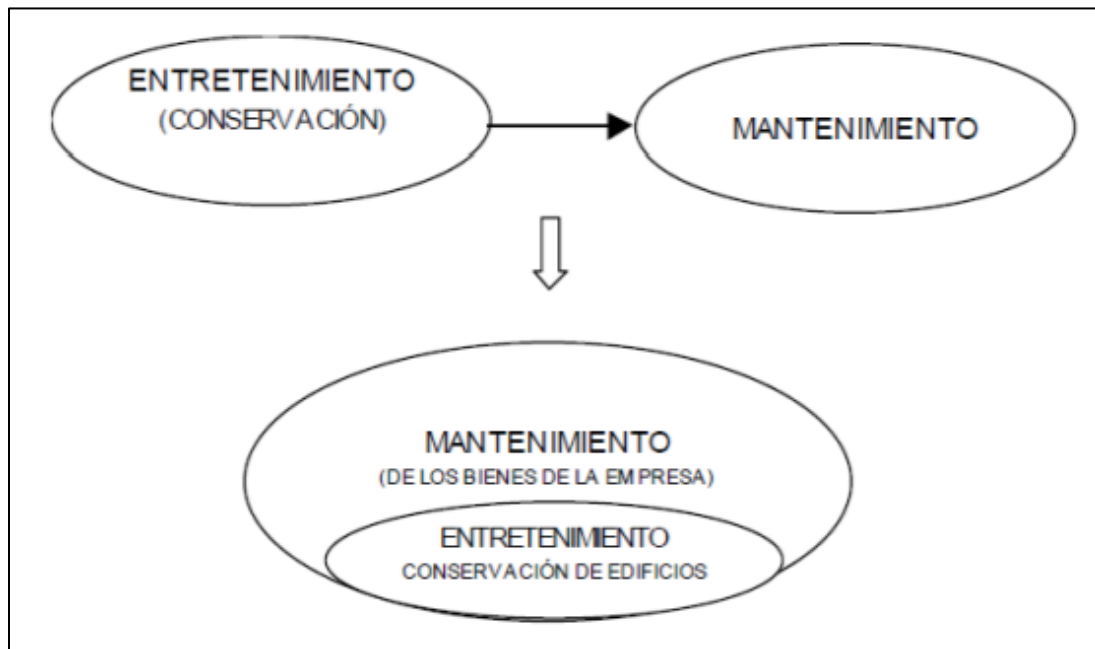 ENTRETENIMIENTO
(CONSERVACIÓN)
MANTENIMIENTO
MANTENIMIENTO
(DE LOS BIENES DE LA EMPRESA)
ENTRETENIMIENTO
CONSERVACIÓN DE EDIFICIOS